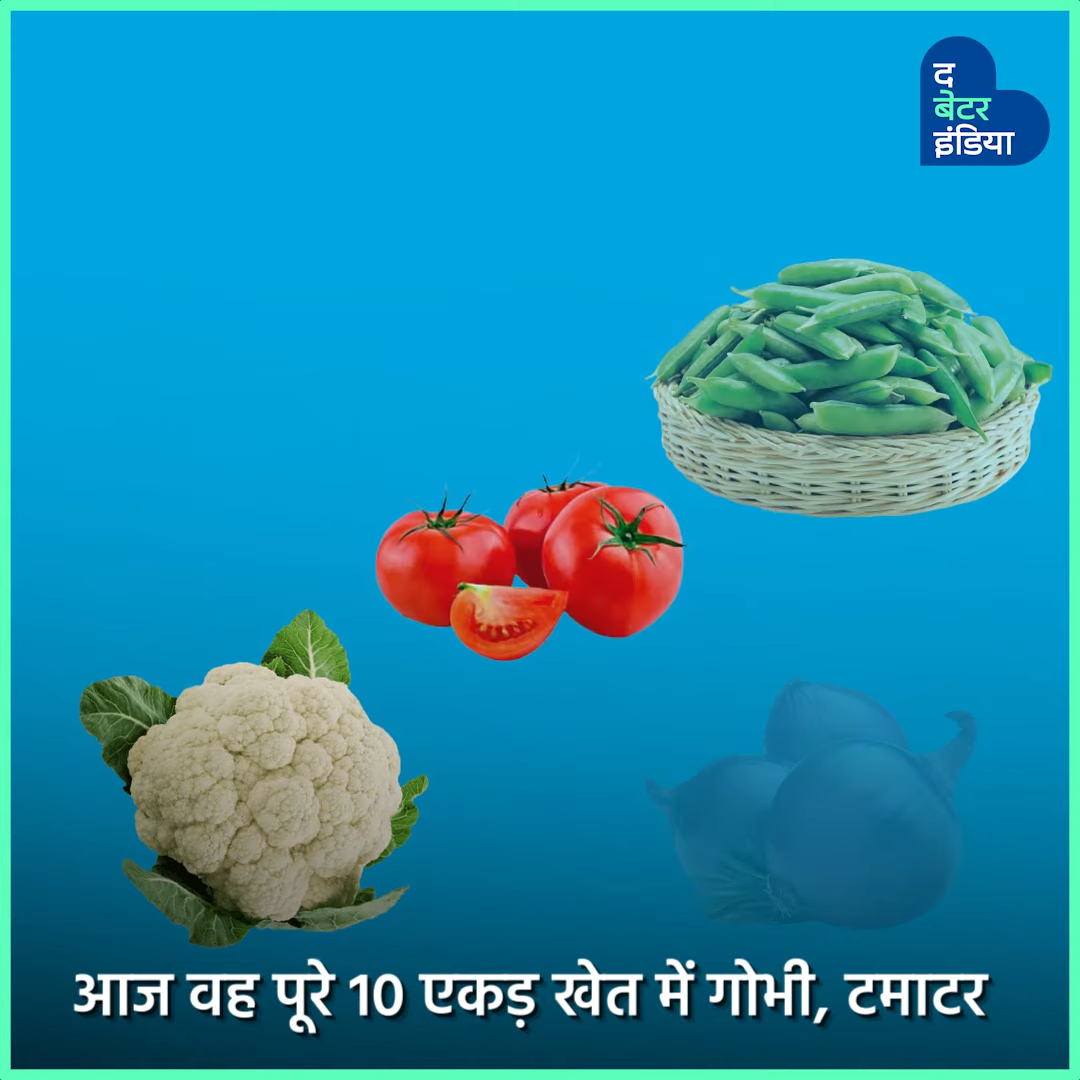 द
बेटर
इंडिया
आज वह पूरे 10 एकड़ खेत में गोभी, टमाटर